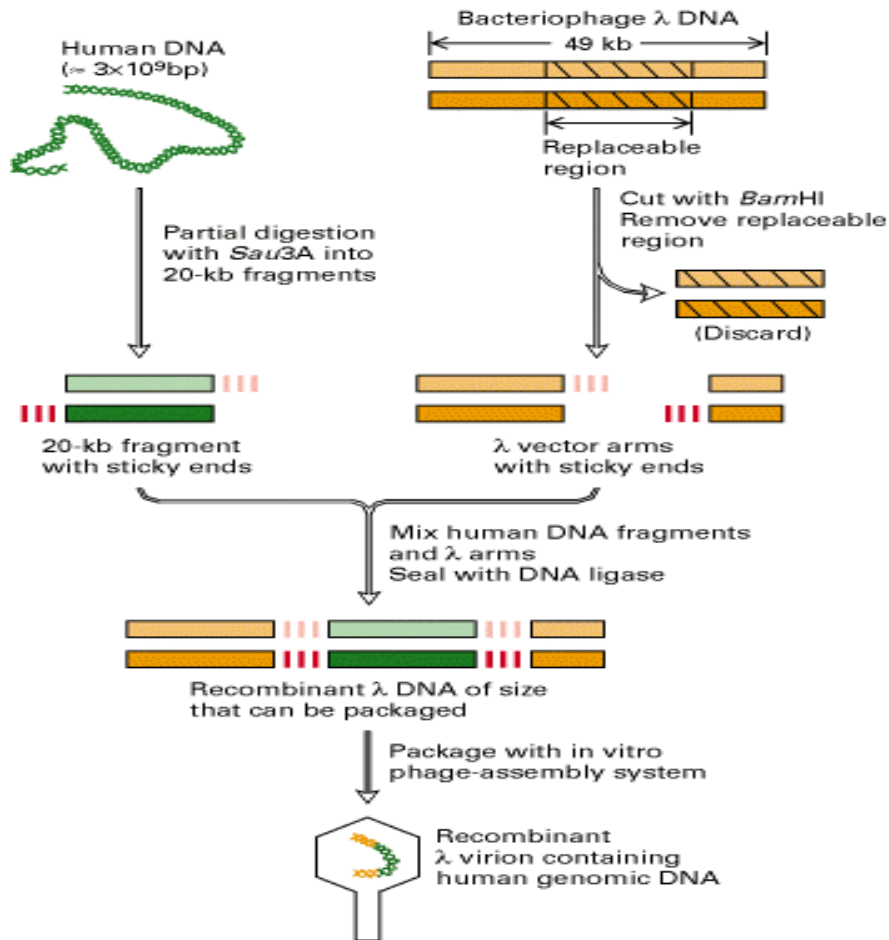 Human DNA
(≈ 3×10⁹bp)
Bacteriophage λ DNA
49 kb
Replaceable
region
Partial digestion
with Sau3A into
20-kb fragments
Cut with BamHI
Remove replaceable
region
(Discard)
20-kb fragment
with sticky ends
λ vector arms
with sticky ends
Mix human DNA fragments
and λ arms
Seal with DNA ligase
Recombinant λ DNA of size
that can be packaged
Package with in vitro
phage-assembly system
Recombinant
λ virion containing
human genomic DNA